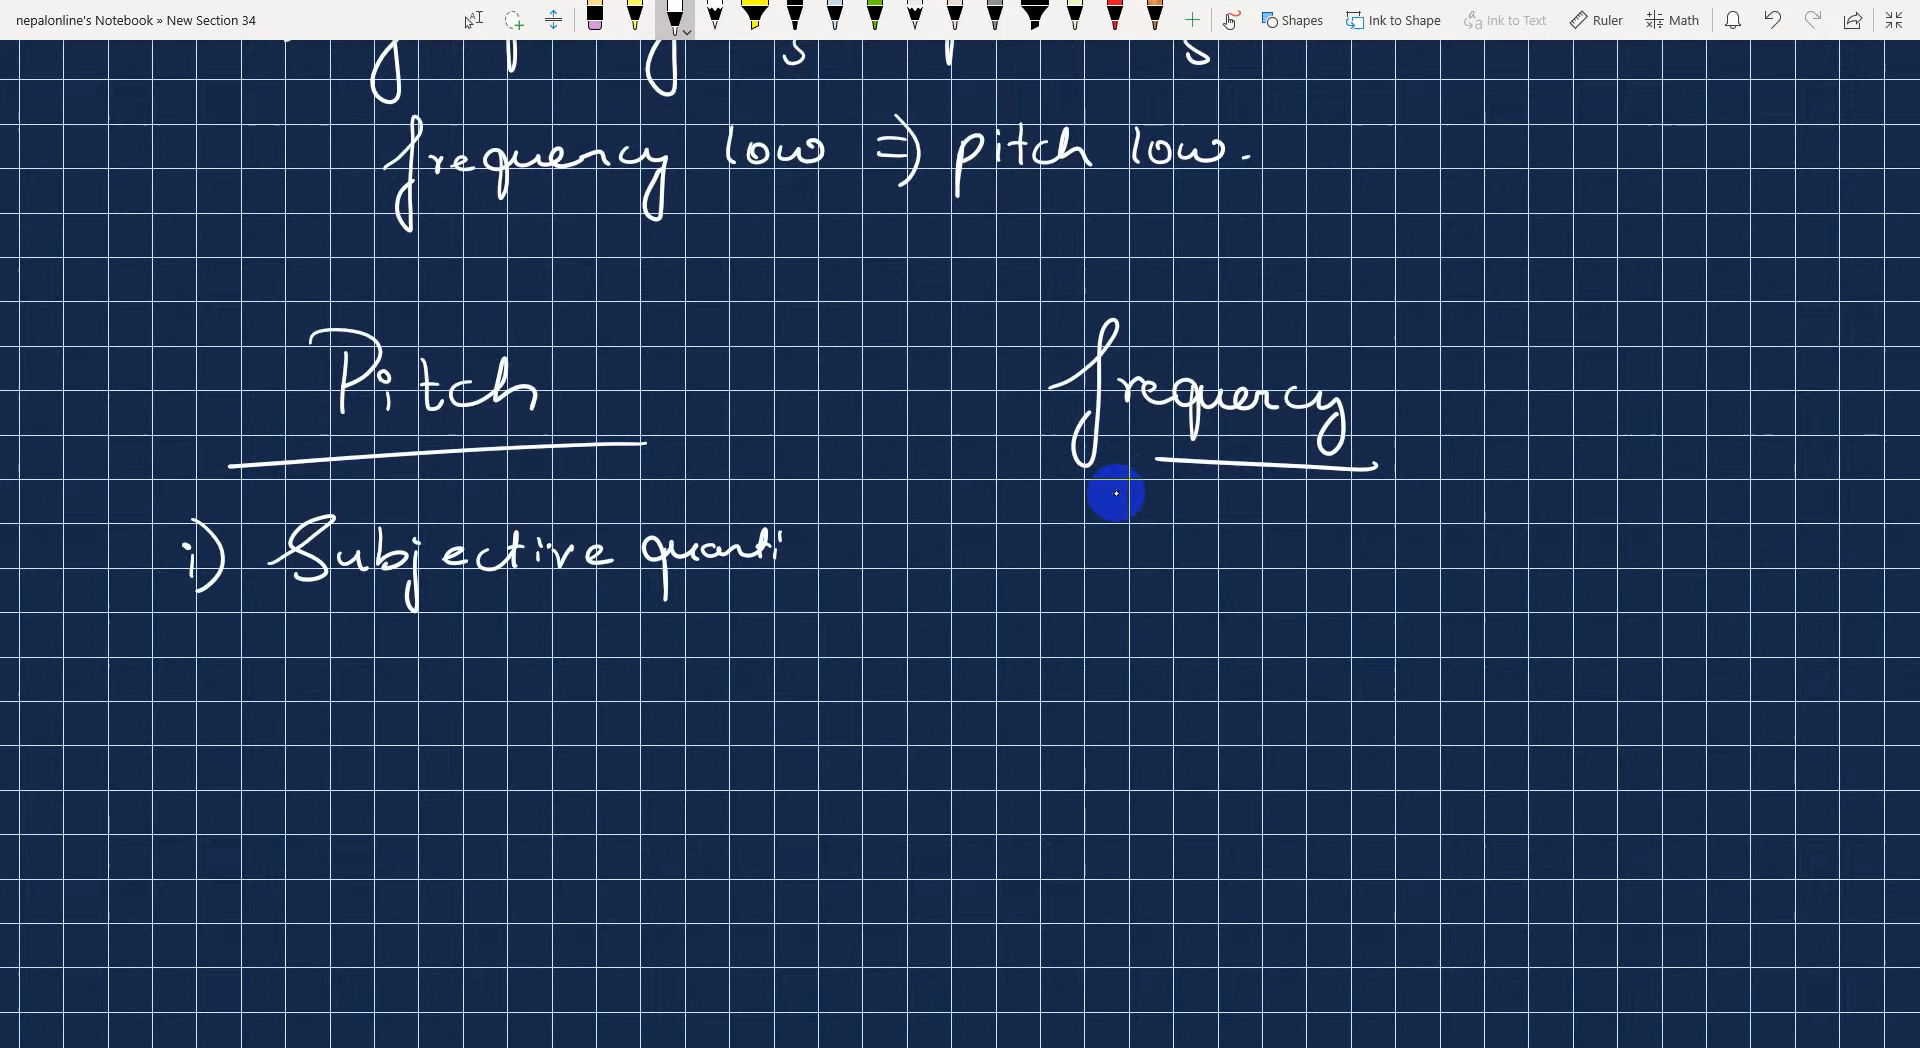 nepalonline's Notebook » New Section 34
Shapes Ink to Shape Ink to Text Ruler Math
frequency low => pitch low.
Pitch frequency
i) Subjective quanti